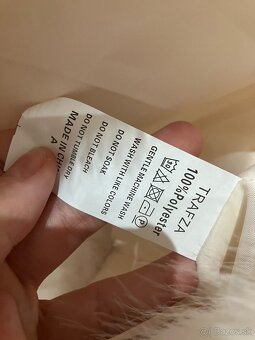 TRAFZA
100%Polyester
GENTLE MACHINE WASH
WASH WITH LIKE COLORS
DO NOT SOAK
DO NOT BLEACH
DO NOT TUMBLE DRY
MADE IN
A